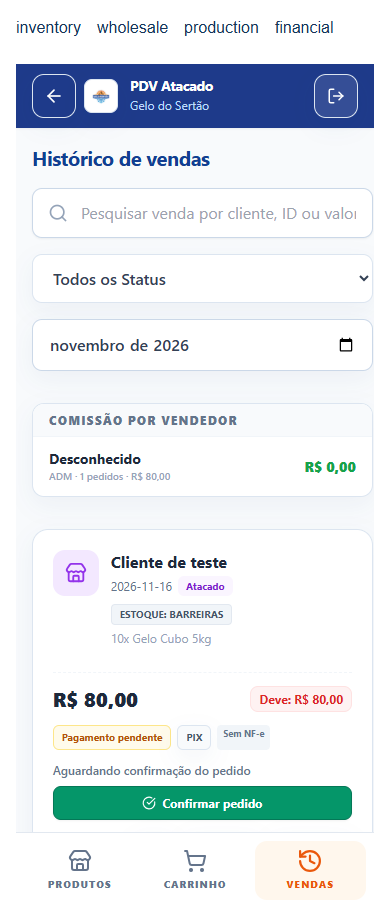 inventory wholesale production financial
PDV Atacado
Gelo do Sertão
Histórico de vendas
Pesquisar venda por cliente, ID ou valor
Todos os Status
novembro de 2026
COMISSÃO POR VENDEDOR
Desconhecido
R$ 0,00
ADM · 1 pedidos · R$ 80,00
Cliente de teste
2026-11-16 Atacado
ESTOQUE: BARREIRAS
10x Gelo Cubo 5kg
R$ 80,00 Deve: R$ 80,00
Pagamento pendente PIX Sem NF-e
Aguardando confirmação do pedido
Confirmar pedido
PRODUTOS CARRINHO VENDAS